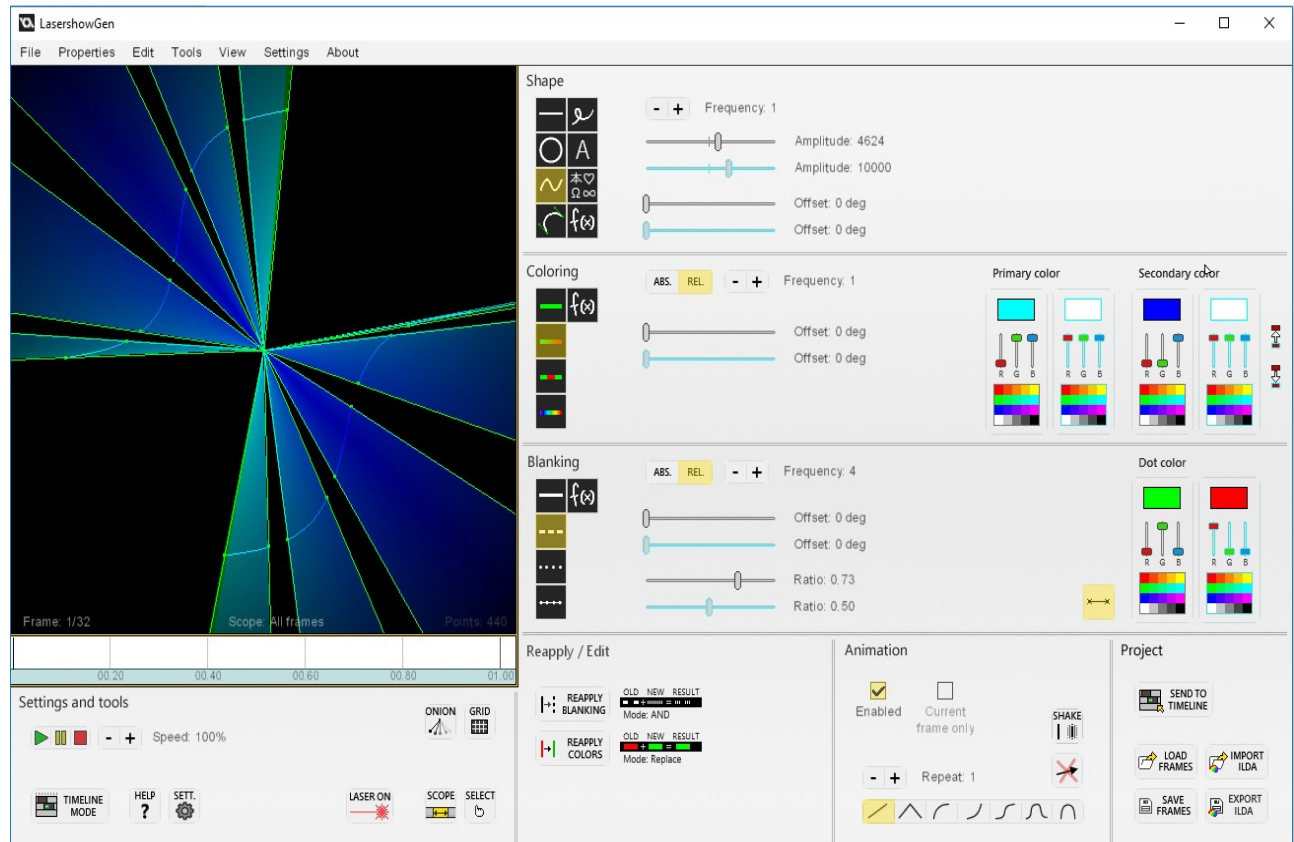 LasershowGen
File Properties Edit Tools View Settings About
Shape
- + Frequency: 1
Amplitude: 4624
Amplitude: 10000
A
本♡
Ω∞
f(x)
Offset: 0 deg
Offset: 0 deg
Coloring
ABS. REL. - + Frequency: 1
f(x)
Offset: 0 deg
Offset: 0 deg
Primary color Secondary color
R G B R G B
Blanking
ABS. REL. - + Frequency: 4
f(x)
Offset: 0 deg
Offset: 0 deg
Ratio: 0.73
Ratio: 0.50
Dot color
R G B R G B
Frame: 1/32 Scope: All frames Points: 440
00.20 00.40 00.60 00.80 01.00
Settings and tools
- + Speed: 100%
ONION GRID
TIMELINE
MODE
HELP
?
SETT.
LASER ON
SCOPE SELECT
Reapply / Edit
REAPPLY
BLANKING
OLD NEW RESULT
Mode: AND
REAPPLY
COLORS
OLD NEW RESULT
Mode: Replace
Animation
Enabled
Current
frame only
SHAKE
- + Repeat: 1
Project
SEND TO
TIMELINE
LOAD
FRAMES
IMPORT
ILDA
SAVE
FRAMES
EXPORT
ILDA